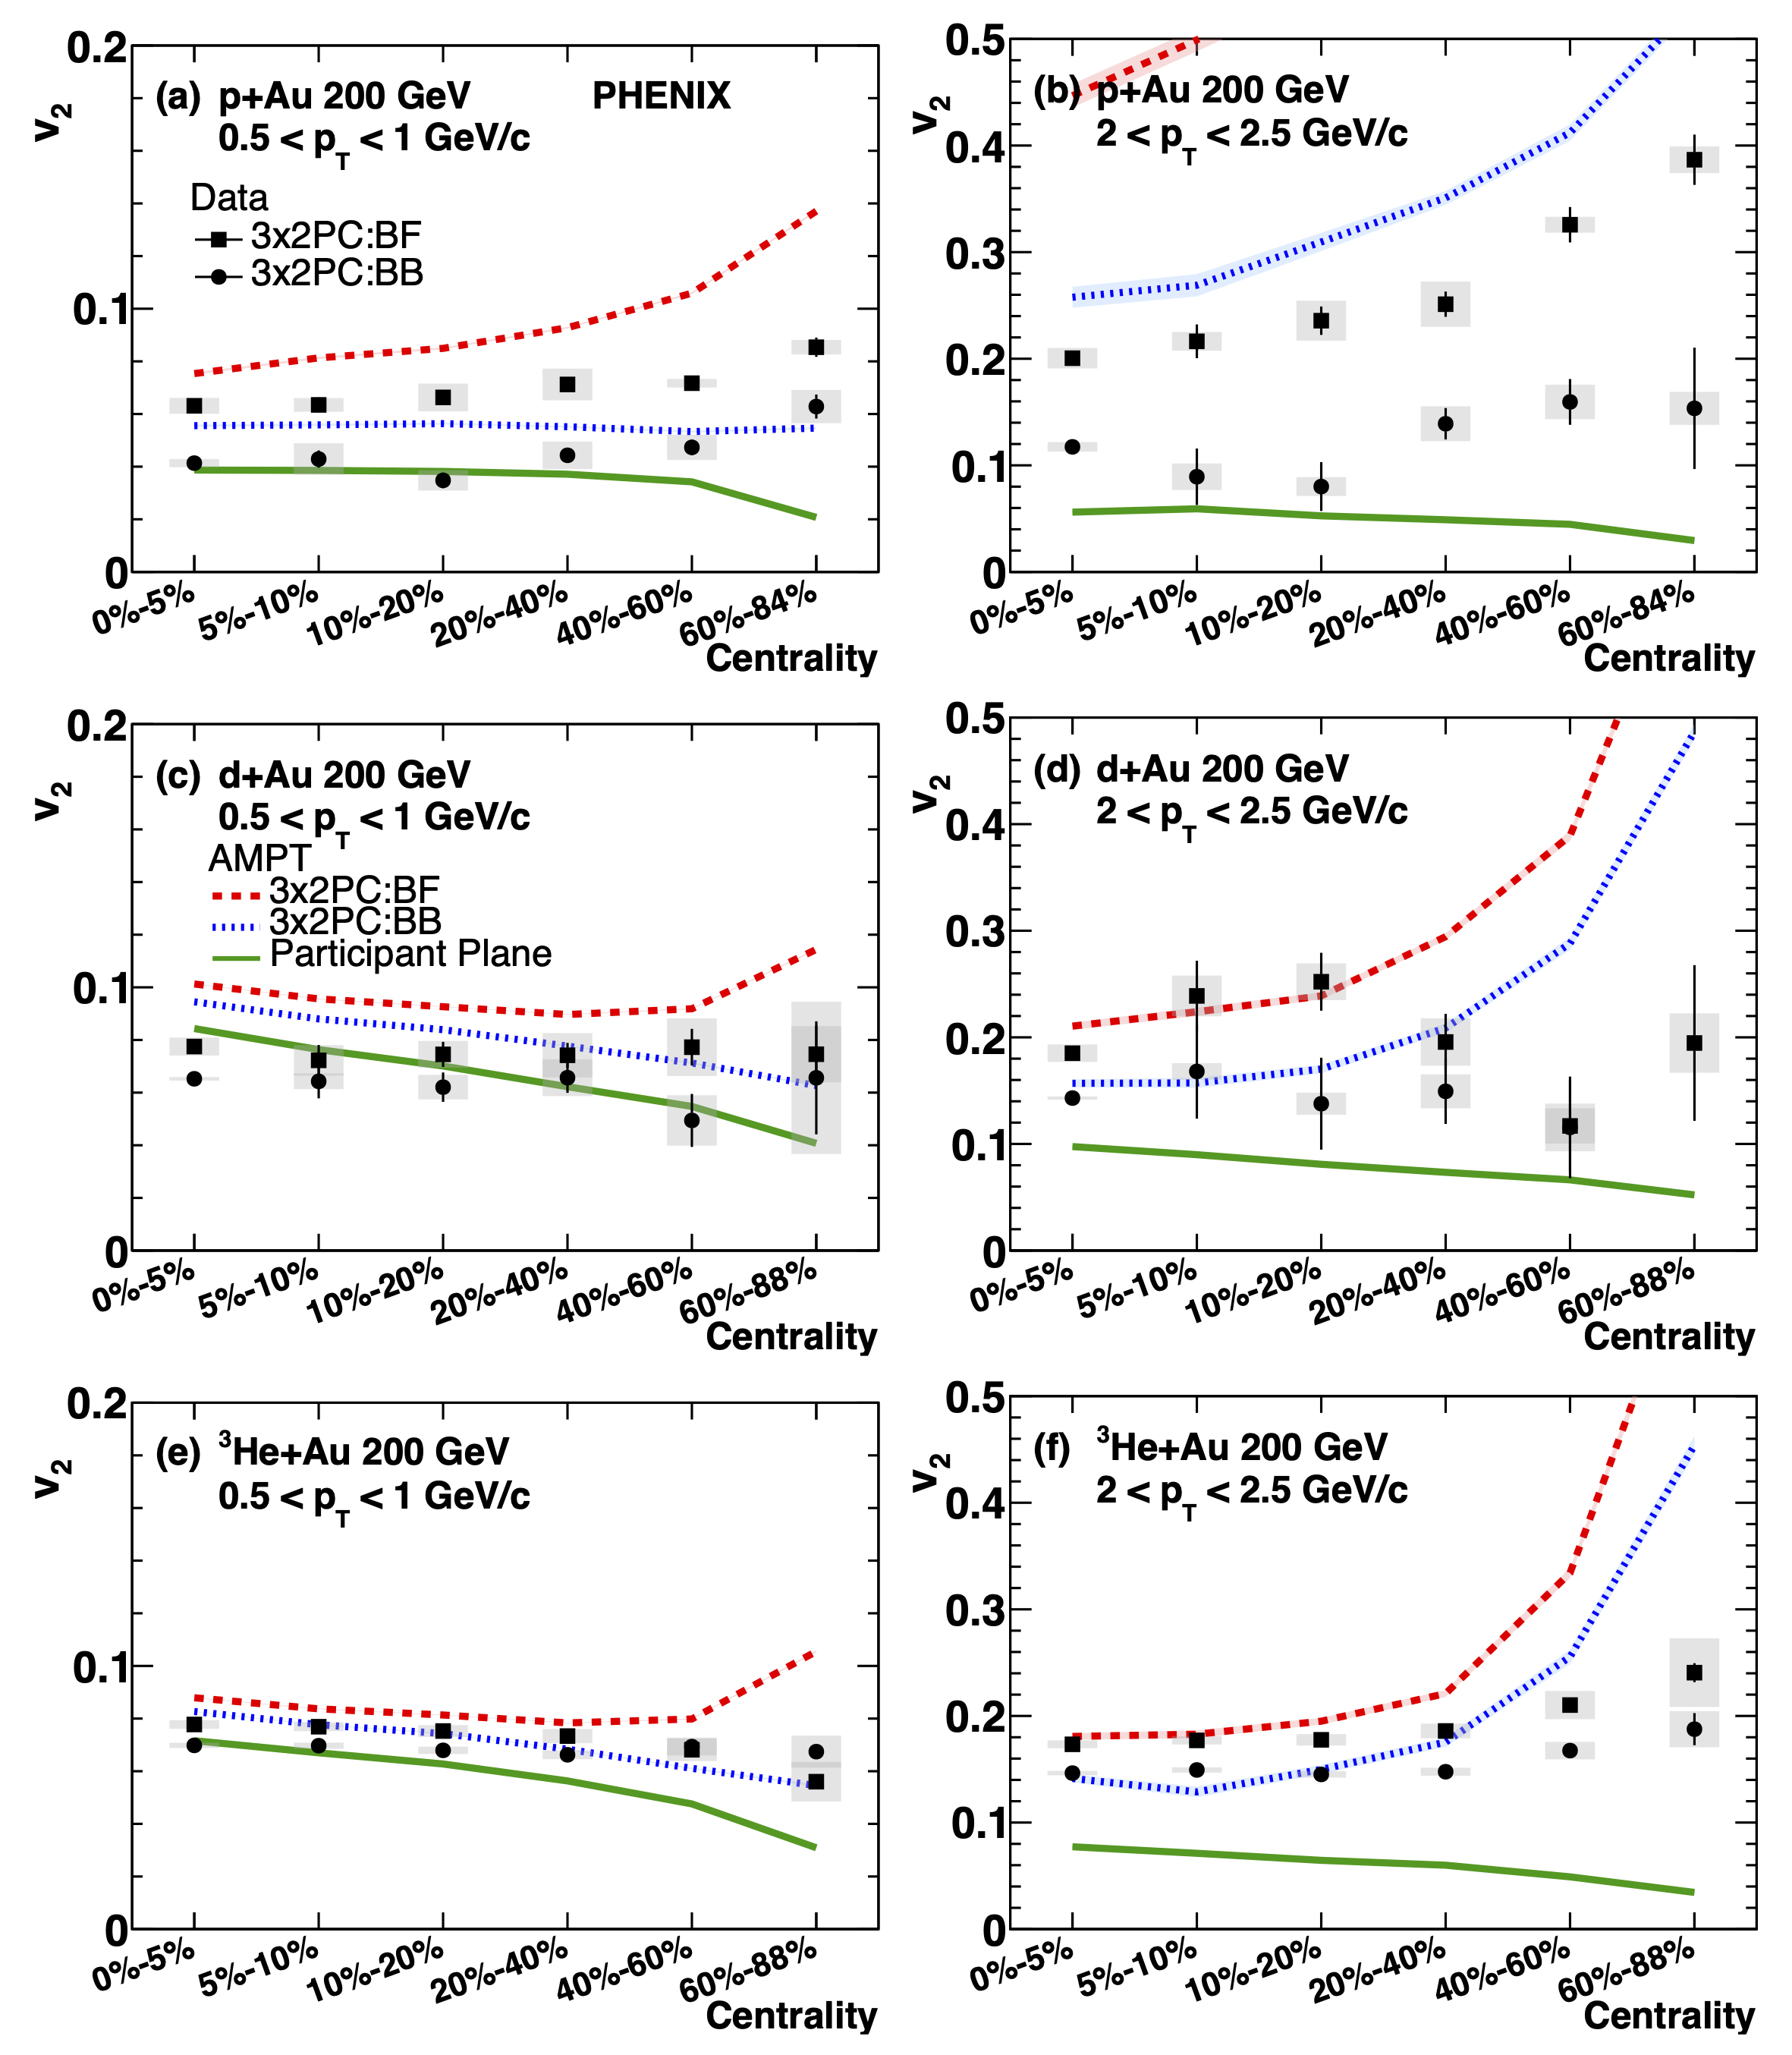 0.2
v2
0.1
0
(a) p+Au 200 GeV PHENIX
0.5 < pT < 1 GeV/c
Data
3x2PC:BF
3x2PC:BB
0%-5% 5%-10% 10%-20% 20%-40% 40%-60% 60%-84%
Centrality
0.5
v2
0.4
0.3
0.2
0.1
0
(b) p+Au 200 GeV
2 < pT < 2.5 GeV/c
0%-5% 5%-10% 10%-20% 20%-40% 40%-60% 60%-84%
Centrality
0.2
v2
0.1
0
(c) d+Au 200 GeV
0.5 < pT < 1 GeV/c
AMPT
3x2PC:BF
3x2PC:BB
Participant Plane
0%-5% 5%-10% 10%-20% 20%-40% 40%-60% 60%-88%
Centrality
0.5
v2
0.4
0.3
0.2
0.1
0
(d) d+Au 200 GeV
2 < pT < 2.5 GeV/c
0%-5% 5%-10% 10%-20% 20%-40% 40%-60% 60%-88%
Centrality
0.2
v2
0.1
0
(e) 3He+Au 200 GeV
0.5 < pT < 1 GeV/c
0%-5% 5%-10% 10%-20% 20%-40% 40%-60% 60%-88%
Centrality
0.5
v2
0.4
0.3
0.2
0.1
0
(f) 3He+Au 200 GeV
2 < pT < 2.5 GeV/c
0%-5% 5%-10% 10%-20% 20%-40% 40%-60% 60%-88%
Centrality